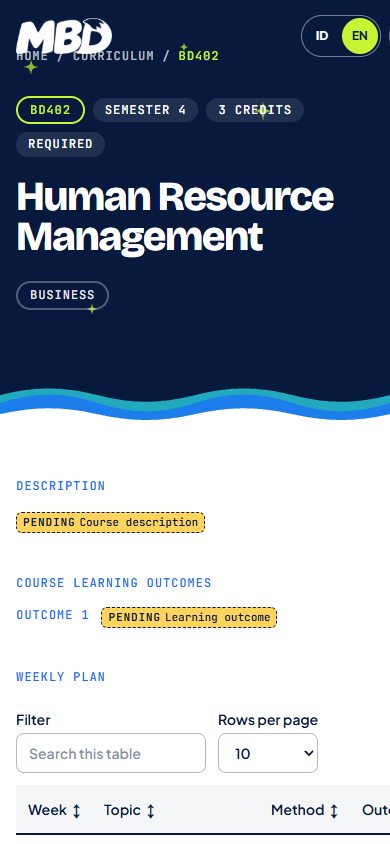 MBD
ID EN
HOME / CURRICULUM / BD402
BD402 SEMESTER 4 3 CREDITS
REQUIRED
Human Resource
Management
BUSINESS
DESCRIPTION
PENDING Course description
COURSE LEARNING OUTCOMES
OUTCOME 1 PENDING Learning outcome
WEEKLY PLAN
Filter Rows per page
Search this table 10
Week Topic Method Outc